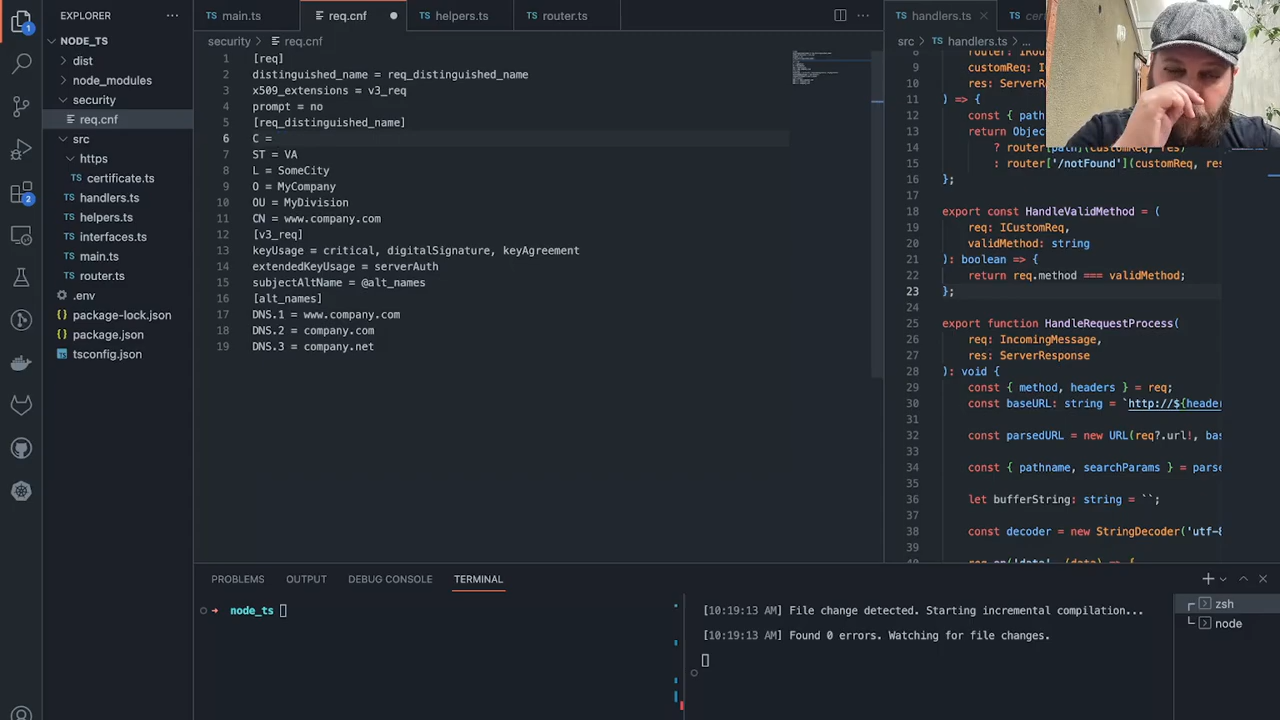 EXPLORER
NODE_TS
dist
node_modules
security
req.cnf
src
https
certificate.ts
handlers.ts
helpers.ts
interfaces.ts
main.ts
router.ts
.env
package-lock.json
package.json
tsconfig.json
1
2
main.ts
req.cnf
helpers.ts
router.ts
security > req.cnf
1 [req]
2 distinguished_name = req_distinguished_name
3 x509_extensions = v3_req
4 prompt = no
5 [req_distinguished_name]
6 C =
7 ST = VA
8 L = SomeCity
9 O = MyCompany
10 OU = MyDivision
11 CN = www.company.com
12 [v3_req]
13 keyUsage = critical, digitalSignature, keyAgreement
14 extendedKeyUsage = serverAuth
15 subjectAltName = @alt_names
16 [alt_names]
17 DNS.1 = www.company.com
18 DNS.2 = company.com
19 DNS.3 = company.net
handlers.ts
src > handlers.ts > ...
9 customReq:
10 res: ServerRes
11 ) => {
12 const { path
13 return Objec
14 ? router[path](customReq, res)
15 : router['/notFound'](customReq, res
16 };
17
18 export const HandleValidMethod = (
19 req: ICustomReq,
20 validMethod: string
21 ): boolean => {
22 return req.method === validMethod;
23 };
24
25 export function HandleRequestProcess(
26 req: IncomingMessage,
27 res: ServerResponse
28 ): void {
29 const { method, headers } = req;
30 const baseURL: string = `http://${header
31
32 const parsedURL = new URL(req?.url!, bas
33
34 const { pathname, searchParams } = parse
35
36 let bufferString: string = ``;
37
38 const decoder = new StringDecoder('utf-8
39
PROBLEMS OUTPUT DEBUG CONSOLE TERMINAL
node_ts
[10:19:13 AM] File change detected. Starting incremental compilation...
[10:19:13 AM] Found 0 errors. Watching for file changes.
zsh
node